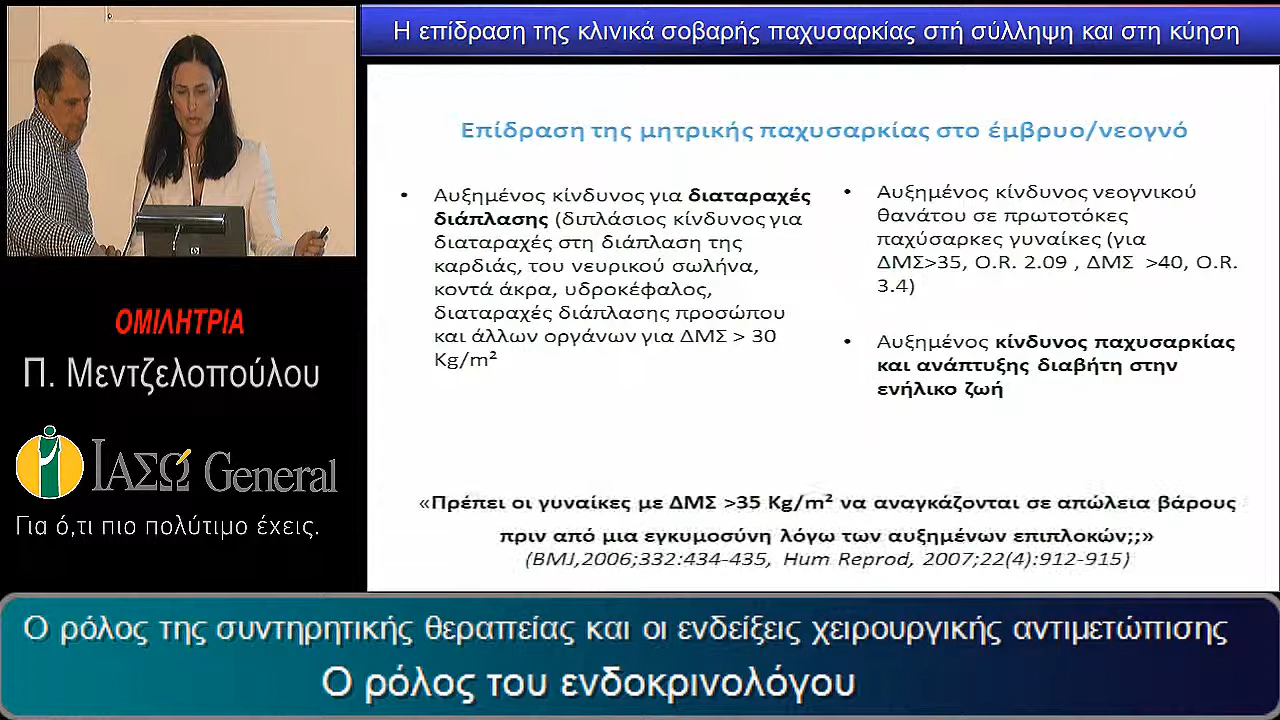 Η επίδραση της κλινικά σοβαρής παχυσαρκίας στή σύλληψη και στη κύηση
Επίδραση της μητρικής παχυσαρκίας στο έμβρυο/νεογνό
• Αυξημένος κίνδυνος για διαταραχές
διάπλασης (διπλάσιος κίνδυνος για
διαταραχές στη διάπλαση της
καρδιάς, του νευρικού σωλήνα,
κοντά άκρα, υδροκέφαλος,
διαταραχές διάπλασης προσώπου
και άλλων οργάνων για ΔΜΣ > 30
Kg/m²
• Αυξημένος κίνδυνος νεογνικού
θανάτου σε πρωτοτόκες
παχύσαρκες γυναίκες (για
ΔΜΣ>35, O.R. 2.09 , ΔΜΣ >40, O.R.
3.4)
• Αυξημένος κίνδυνος παχυσαρκίας
και ανάπτυξης διαβήτη στην
ενήλικο ζωή
«Πρέπει οι γυναίκες με ΔΜΣ >35 Kg/m² να αναγκάζονται σε απώλεια βάρους
πριν από μια εγκυμοσύνη λόγω των αυξημένων επιπλοκών;;»
(BMJ,2006;332:434-435, Hum Reprod, 2007;22(4):912-915)
ΟΜΙΛΗΤΡΙΑ
Π. Μεντζελοπούλου
ΙΑΣΩ General
Για ό,τι πιο πολύτιμο έχεις.
Ο ρόλος της συντηρητικής θεραπείας και οι ενδείξεις χειρουργικής αντιμετώπισης
Ο ρόλος του ενδοκρινολόγου